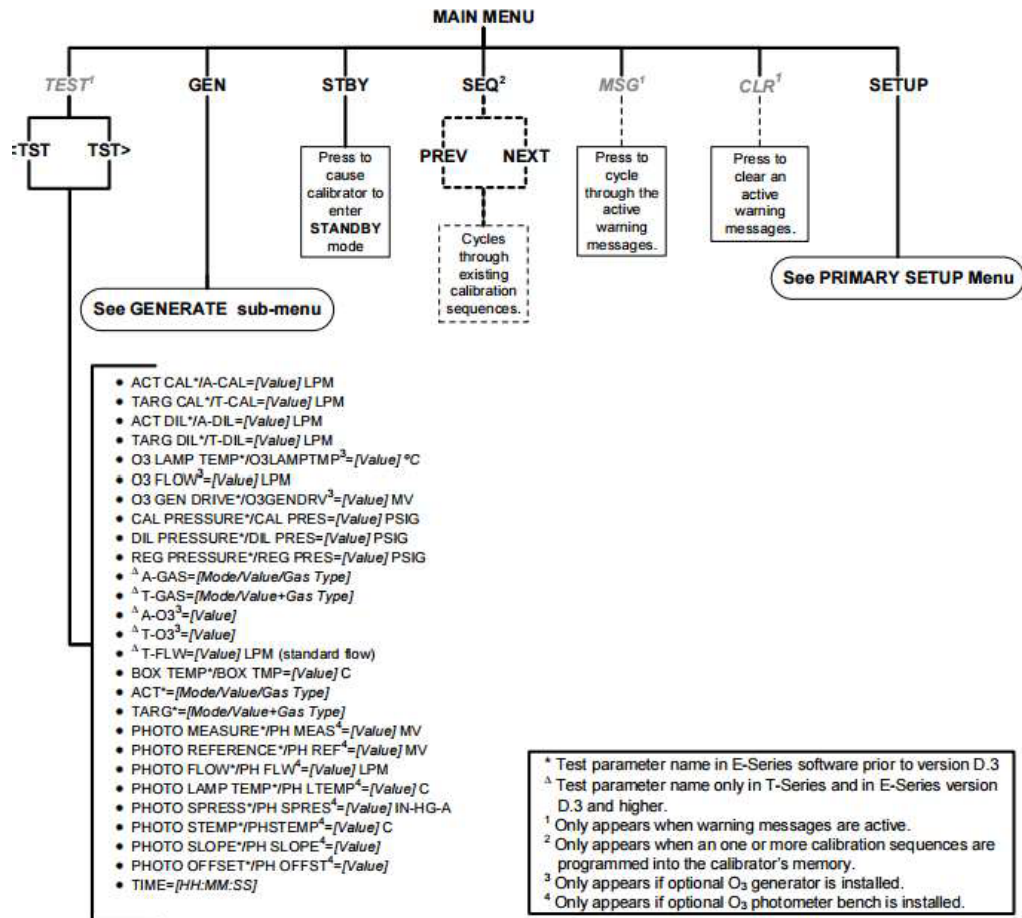 MAIN MENU
TEST¹ GEN STBY SEQ² MSG¹ CLR¹ SETUP
<TST TST>
PREV NEXT
Press to
cause
calibrator to
enter
STANDBY
mode
Cycles
through
existing
calibration
sequences.
Press to
cycle
through the
active
warning
messages.
Press to
clear an
active
warning
messages.
See GENERATE sub-menu
See PRIMARY SETUP Menu
• ACT CAL*/A-CAL=[Value] LPM
• TARG CAL*/T-CAL=[Value] LPM
• ACT DIL*/A-DIL=[Value] LPM
• TARG DIL*/T-DIL=[Value] LPM
• O3 LAMP TEMP*/O3LAMPTMP³=[Value] ºC
• O3 FLOW³=[Value] LPM
• O3 GEN DRIVE*/O3GENDRV³=[Value] MV
• CAL PRESSURE*/CAL PRES=[Value] PSIG
• DIL PRESSURE*/DIL PRES=[Value] PSIG
• REG PRESSURE*/REG PRES=[Value] PSIG
• Δ A-GAS=[Mode/Value/Gas Type]
• Δ T-GAS=[Mode/Value+Gas Type]
• Δ A-O3³=[Value]
• Δ T-O3³=[Value]
• Δ T-FLW=[Value] LPM (standard flow)
• BOX TEMP*/BOX TMP=[Value] C
• ACT*=[Mode/Value/Gas Type]
• TARG*=[Mode/Value+Gas Type]
• PHOTO MEASURE*/PH MEAS⁴=[Value] MV
• PHOTO REFERENCE*/PH REF⁴=[Value] MV
• PHOTO FLOW*/PH FLW⁴=[Value] LPM
• PHOTO LAMP TEMP*/PH LTEMP⁴=[Value] C
• PHOTO SPRESS*/PH SPRES⁴=[Value] IN-HG-A
• PHOTO STEMP*/PHSTEMP⁴=[Value] C
• PHOTO SLOPE*/PH SLOPE⁴=[Value]
• PHOTO OFFSET*/PH OFFST⁴=[Value]
• TIME=[HH:MM:SS]
* Test parameter name in E-Series software prior to version D.3
Δ Test parameter name only in T-Series and in E-Series version
D.3 and higher.
¹ Only appears when warning messages are active.
² Only appears when an one or more calibration sequences are
programmed into the calibrator's memory.
³ Only appears if optional O₃ generator is installed.
⁴ Only appears if optional O₃ photometer bench is installed.